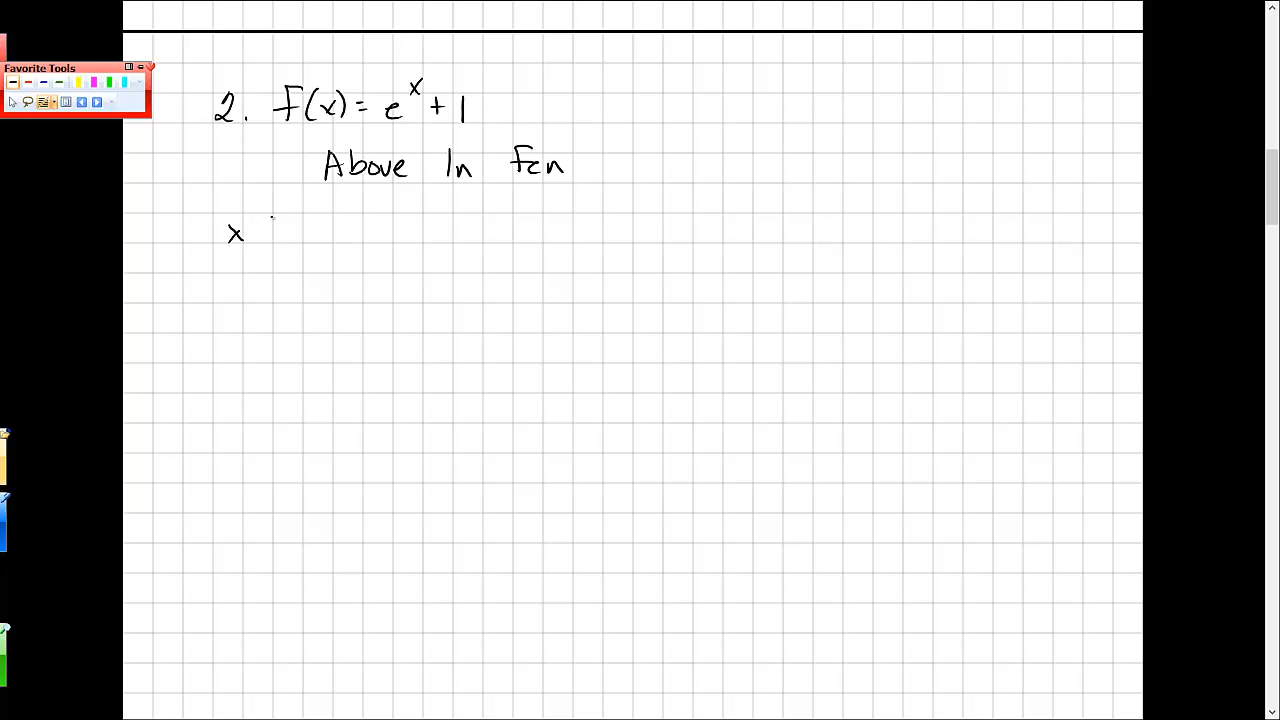 Favorite Tools
2. F(x) = e^x + 1
Above ln Fcn
x